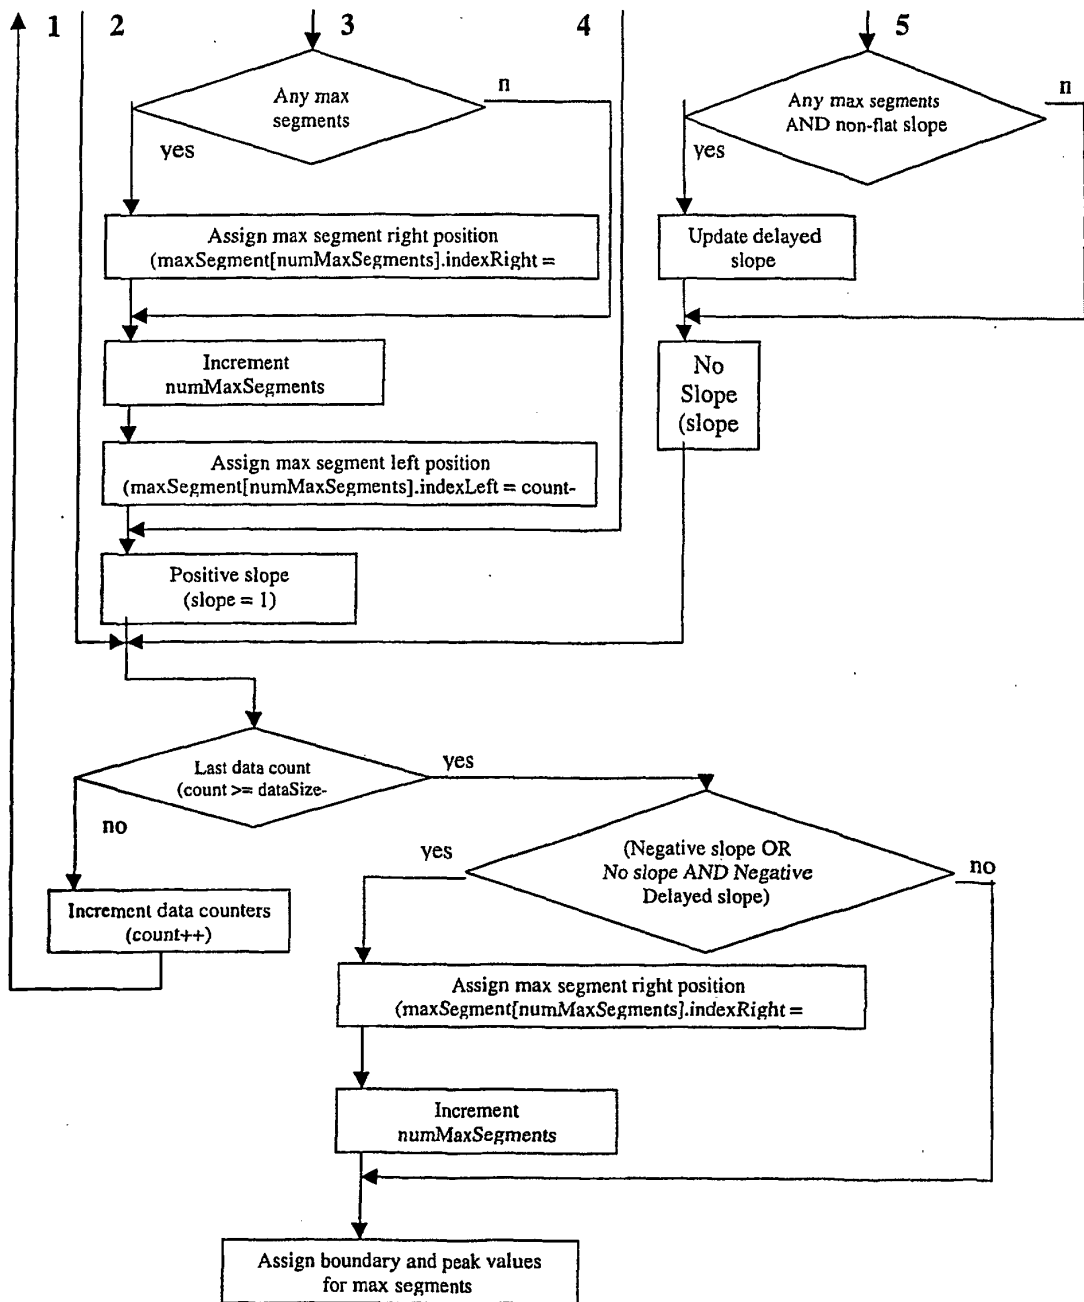 1 2 3 4 5
Any max
segments
n
yes
Any max segments
AND non-flat slope
n
yes
Assign max segment right position
(maxSegment[numMaxSegments].indexRight =
Update delayed
slope
Increment
numMaxSegments
No
Slope
(slope
Assign max segment left position
(maxSegment[numMaxSegments].indexLeft = count-
Positive slope
(slope = 1)
Last data count
(count >= dataSize-
yes
no
(Negative slope OR
No slope AND Negative
Delayed slope)
yes
no
Increment data counters
(count++)
Assign max segment right position
(maxSegment[numMaxSegments].indexRight =
Increment
numMaxSegments
Assign boundary and peak values
for max segments